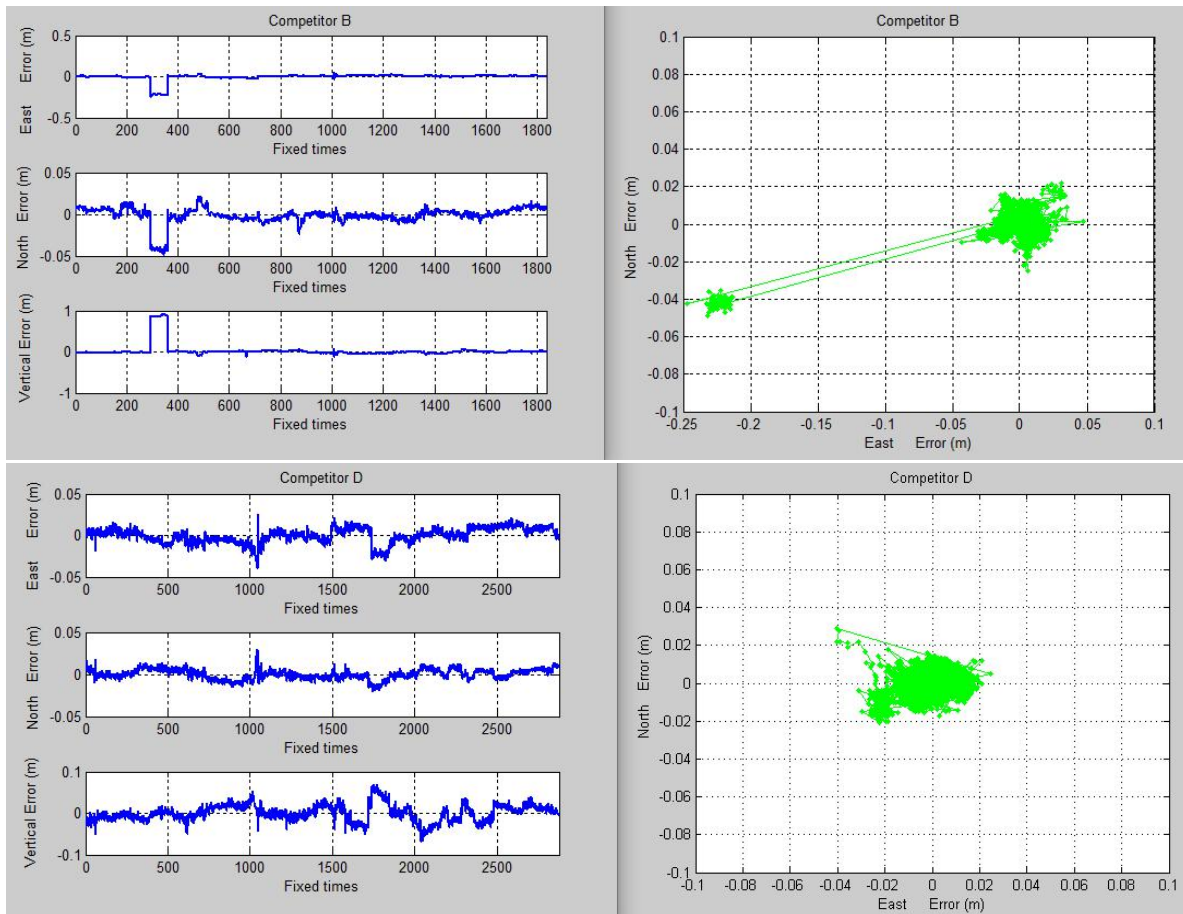 Competitor B
East Error (m)
0.5
0
-0.5
0 200 400 600 800 1000 1200 1400 1600 1800
Fixed times
North Error (m)
0.05
0
-0.05
0 200 400 600 800 1000 1200 1400 1600 1800
Fixed times
Vertical Error (m)
1
0
-1
0 200 400 600 800 1000 1200 1400 1600 1800
Fixed times
Competitor B
North Error (m)
0.1
0.08
0.06
0.04
0.02
0
-0.02
-0.04
-0.06
-0.08
-0.1
-0.25 -0.2 -0.15 -0.1 -0.05 0 0.05 0.1
East Error (m)
Competitor D
East Error (m)
0.05
0
-0.05
0 500 1000 1500 2000 2500
Fixed times
North Error (m)
0.05
0
-0.05
0 500 1000 1500 2000 2500
Fixed times
Vertical Error (m)
0.1
0
-0.1
0 500 1000 1500 2000 2500
Fixed times
Competitor D
North Error (m)
0.1
0.08
0.06
0.04
0.02
0
-0.02
-0.04
-0.06
-0.08
-0.1
-0.1 -0.08 -0.06 -0.04 -0.02 0 0.02 0.04 0.06 0.08 0.1
East Error (m)